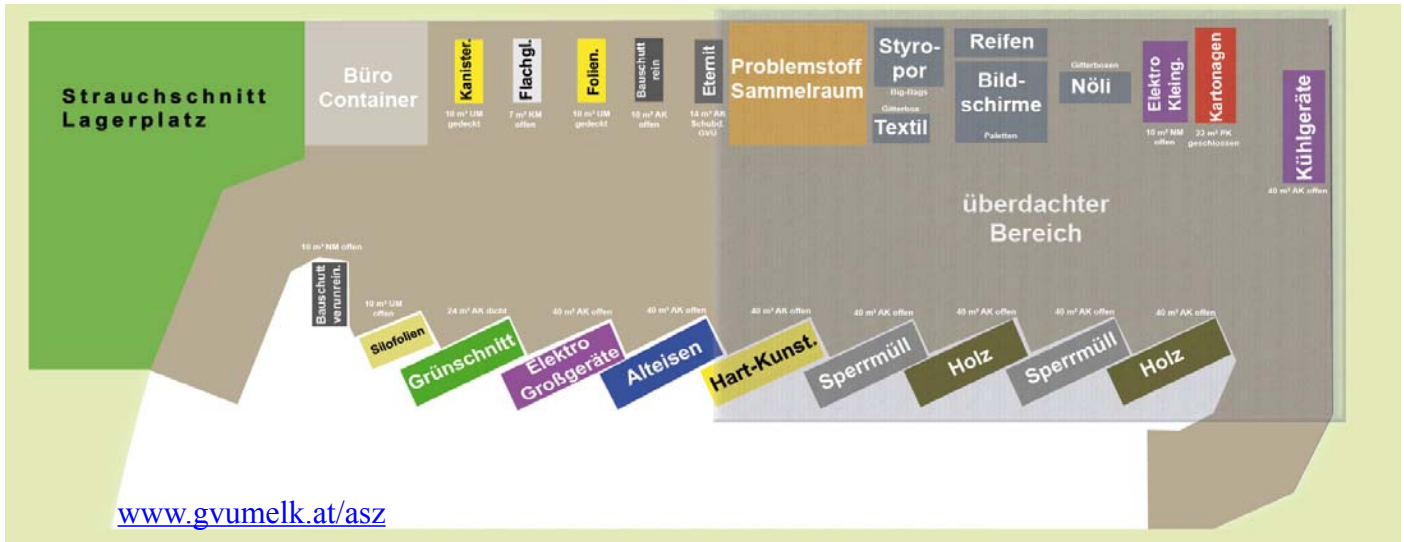 Strauchschnitt
Lagerplatz
Büro
Container
Kanister.
10 m³ UM
gedeckt
Flachgl.
7 m³ KM
offen
Folien.
10 m³ UM
gedeckt
Bauschutt
rein
10 m³ AK
offen
Eternit
14 m³ AK
Schubd.
GVU
Problemstoff
Sammelraum
Styro-
por
Big-Bags
Gitterbox
Textil
Reifen
Bild-
schirme
Paletten
Gitterboxen
Nöli
Elektro
Kleing.
10 m³ NM
offen
Kartonagen
22 m³ PK
geschlossen
Kühlgeräte
40 m³ AK offen
überdachter
Bereich
10 m³ NM offen
Bauschutt
verunrein.
10 m³ UM
offen
Silofolien
24 m³ AK dicht
Grünschnitt
40 m³ AK offen
Elektro
Großgeräte
40 m³ AK offen
Alteisen
40 m³ AK offen
Hart-Kunst.
40 m³ AK offen
Sperrmüll
40 m³ AK offen
Holz
40 m³ AK offen
Sperrmüll
40 m³ AK offen
Holz
www.gvumelk.at/asz